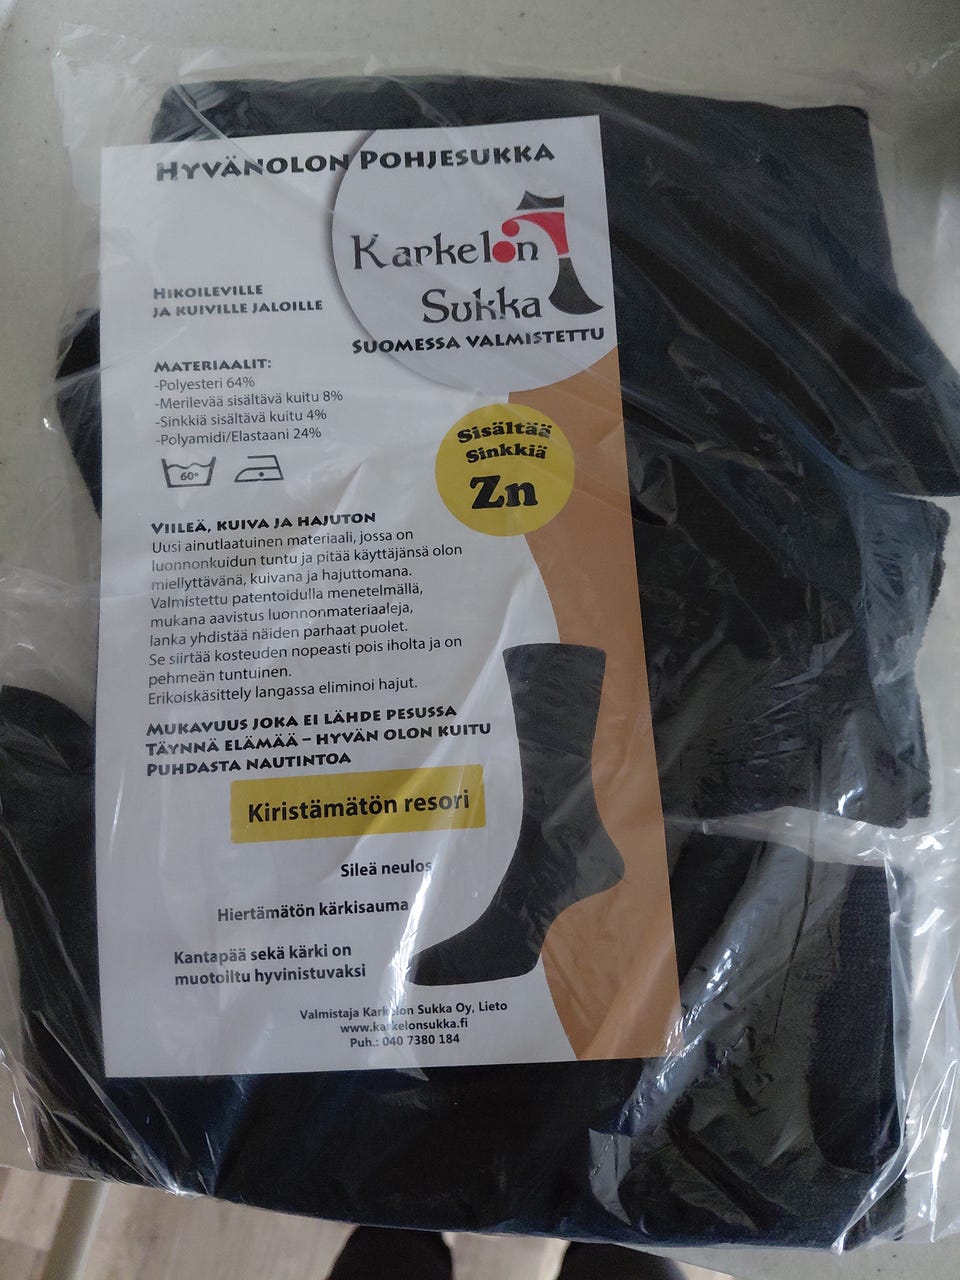 HYVÄNOLON POHJESUKKA
Karkelon
Sukka
SUOMESSA VALMISTETTU
HIKOILEVILLE
JA KUIVILLE JALOILLE
MATERIAALIT:
-Polyesteri 64%
-Merilevää sisältävä kuitu 8%
-Sinkkiä sisältävä kuitu 4%
-Polyamidi/Elastaani 24%
60°
Sisältää
Sinkkiä
Zn
VIILEÄ, KUIVA JA HAJUTON
Uusi ainutlaatuinen materiaali, jossa on
luonnonkuidun tuntu ja pitää käyttäjänsä olon
miellyttävänä, kuivana ja hajuttomana.
Valmistettu patentoidulla menetelmällä,
mukana aavistus luonnonmateriaaleja,
lanka yhdistää näiden parhaat puolet.
Se siirtää kosteuden nopeasti pois iholta ja on
pehmeän tuntuinen.
Erikoiskäsittely langassa eliminoi hajut.
MUKAVUUS JOKA EI LÄHDE PESUSSA
TÄYNNÄ ELÄMÄÄ – HYVÄN OLON KUITU
PUHDASTA NAUTINTOA
Kiristämätön resori
Sileä neulos
Hiertämätön kärkisauma
Kantapää sekä kärki on
muotoiltu hyvinistuvaksi
Valmistaja Karkelon Sukka Oy, Lieto
www.karkelonsukka.fi
Puh.: 040 7380 184